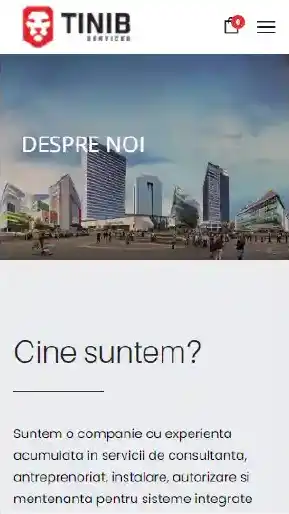 TINIB
SERVICES
0
DESPRE NOI
Cine suntem?
Suntem o companie cu experienta
acumulata in servicii de consultanta,
antreprenoriat, instalare, autorizare si
mentenanta pentru sisteme integrate